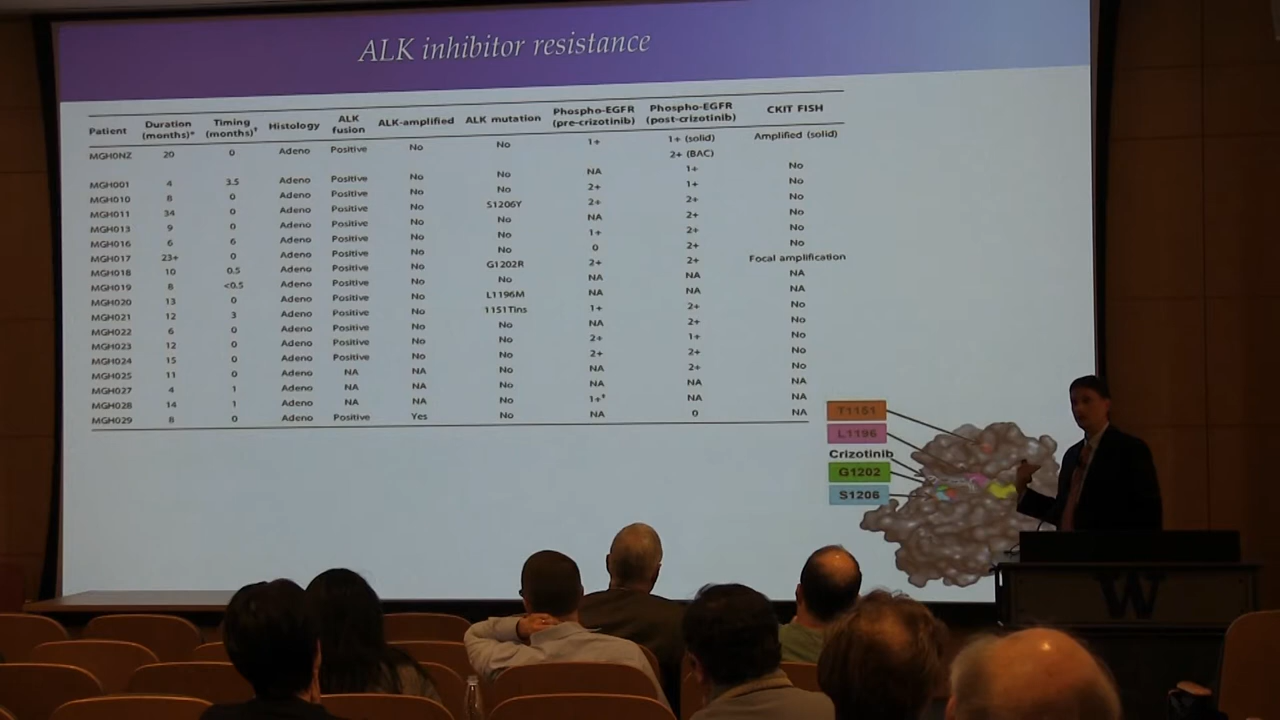 ALK inhibitor resistance
Patient Duration (months)* Timing (months)† Histology ALK fusion ALK-amplified ALK mutation Phospho-EGFR (pre-crizotinib) Phospho-EGFR (post-crizotinib) CKIT FISH
MGH0NZ 20 0 Adeno Positive No No 1+ 1+ (solid) Amplified (solid)
2+ (BAC)
MGH001 4 3.5 Adeno Positive No No NA 1+ No
MGH010 8 0 Adeno Positive No No 2+ 1+ No
MGH011 34 0 Adeno Positive No S1206Y 2+ 2+ No
MGH013 9 0 Adeno Positive No No NA 2+ No
MGH016 6 6 Adeno Positive No No 1+ 2+ No
MGH017 23+ 0 Adeno Positive No No 0 2+ No
MGH018 10 0.5 Adeno Positive No G1202R 2+ 2+ Focal amplification
MGH019 8 <0.5 Adeno Positive No No NA NA NA
MGH020 13 0 Adeno Positive No L1196M NA NA NA
MGH021 12 3 Adeno Positive No 1151Tins 1+ 2+ No
MGH022 6 0 Adeno Positive No No NA 2+ No
MGH023 12 0 Adeno Positive No No 2+ 1+ No
MGH024 15 0 Adeno Positive No No 2+ 2+ No
MGH025 11 0 Adeno NA NA No NA 2+ No
MGH027 4 1 Adeno NA NA No NA NA NA
MGH028 14 1 Adeno NA NA No 1+‡ NA NA
MGH029 8 0 Adeno Positive Yes No NA 0 NA
T1151
L1196
Crizotinib
G1202
S1206
W